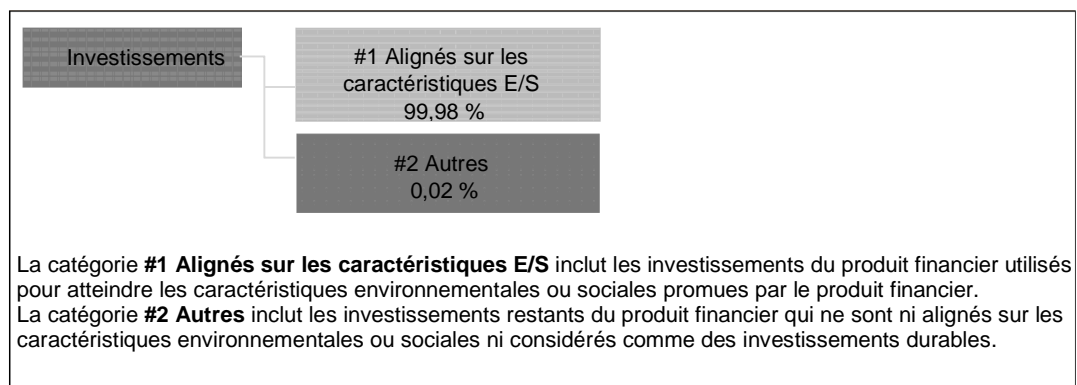 Investissements
#1 Alignés sur les
caractéristiques E/S
99,98 %
#2 Autres
0,02 %
La catégorie #1 Alignés sur les caractéristiques E/S inclut les investissements du produit financier utilisés
pour atteindre les caractéristiques environnementales ou sociales promues par le produit financier.
La catégorie #2 Autres inclut les investissements restants du produit financier qui ne sont ni alignés sur les
caractéristiques environnementales ou sociales ni considérés comme des investissements durables.